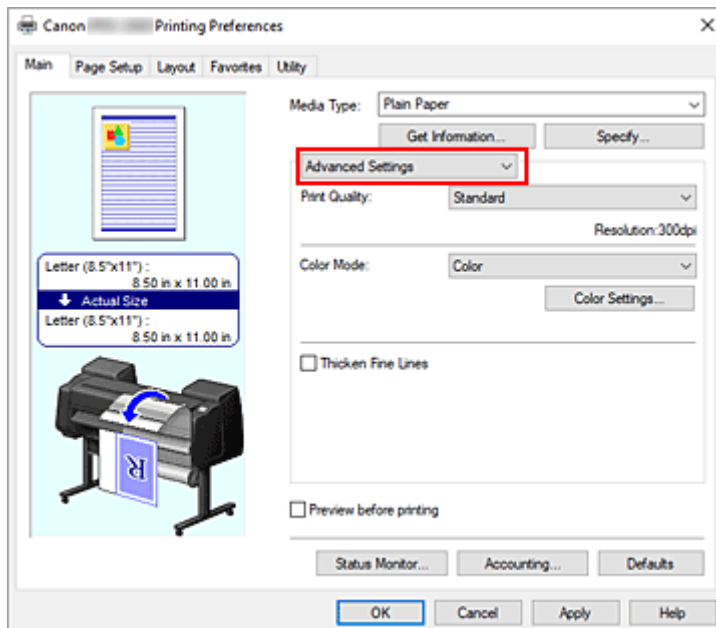 Canon Printing Preferences
Main Page Setup Layout Favorites Utility
Media Type: Plain Paper
Get Information... Specify...
Advanced Settings
Print Quality: Standard
Resolution:300dpi
Color Mode: Color
Color Settings...
Thicken Fine Lines
Letter (8.5"x11") :
8.50 in x 11.00 in
Actual Size
Letter (8.5"x11") :
8.50 in x 11.00 in
R
Preview before printing
Status Monitor... Accounting... Defaults
OK Cancel Apply Help